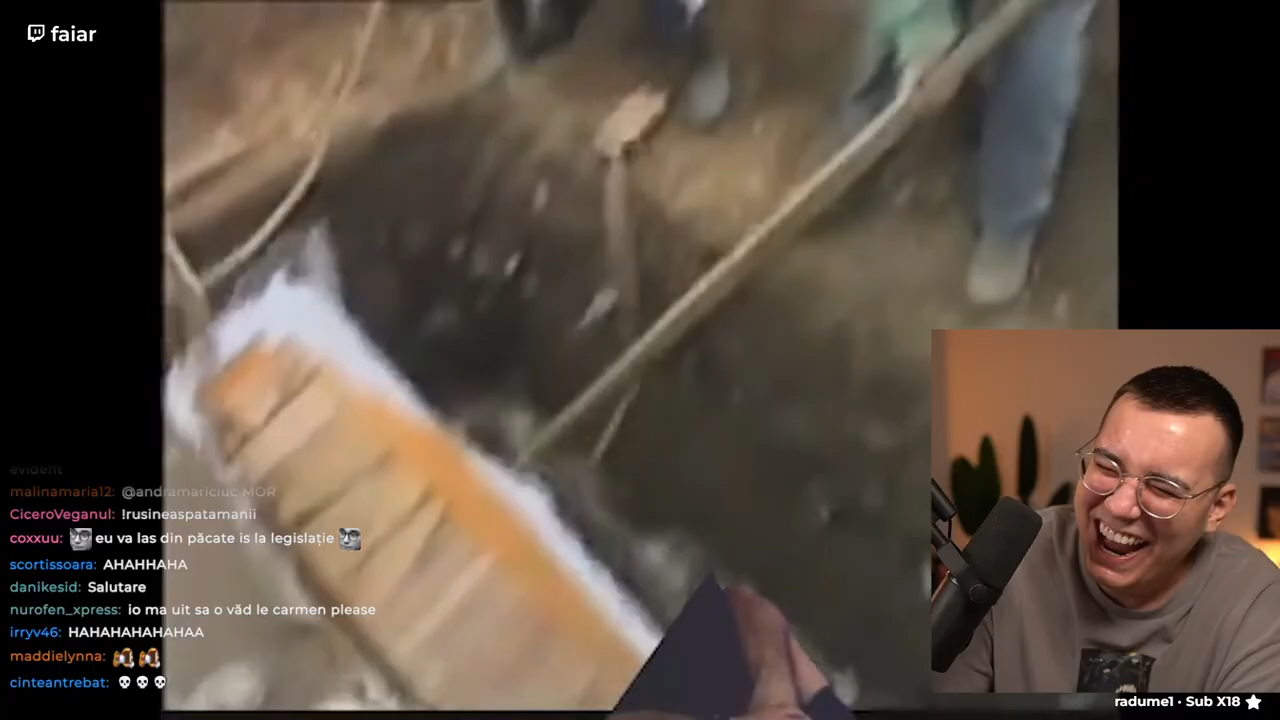 faiar
evident
malinamaria12: @andramariciuc MOR
CiceroVeganul: !rusineaspatamanii
coxxuu: eu va las din păcate is la legislație
scortissoara: AHAHHAHA
danikesid: Salutare
nurofen_xpress: io ma uit sa o văd le carmen please
irryv46: HAHAHAHAHAHAA
maddielynna:
cinteantrebat: 💀💀💀
radume1 · Sub X18